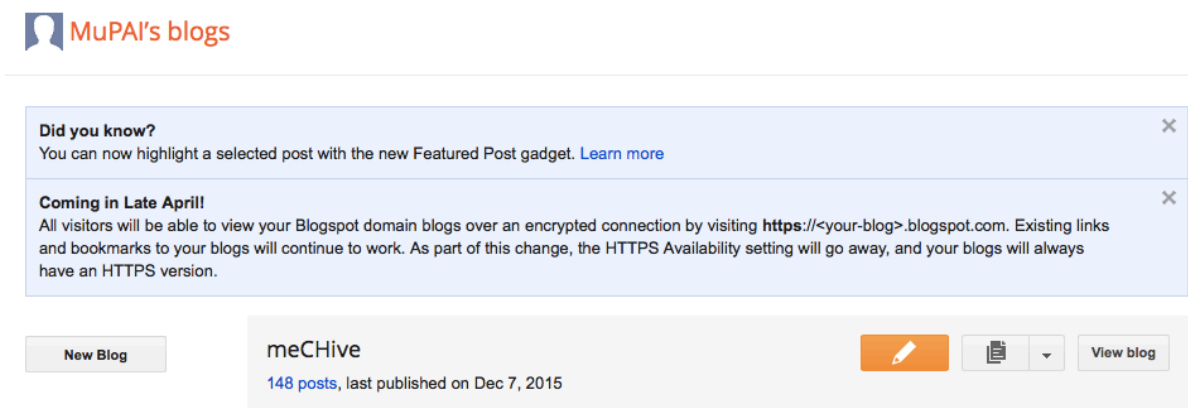 MuPAI's blogs
Did you know?
You can now highlight a selected post with the new Featured Post gadget. Learn more
Coming in Late April!
All visitors will be able to view your Blogspot domain blogs over an encrypted connection by visiting https://<your-blog>.blogspot.com. Existing links
and bookmarks to your blogs will continue to work. As part of this change, the HTTPS Availability setting will go away, and your blogs will always
have an HTTPS version.
New Blog
meCHive
View blog
148 posts, last published on Dec 7, 2015